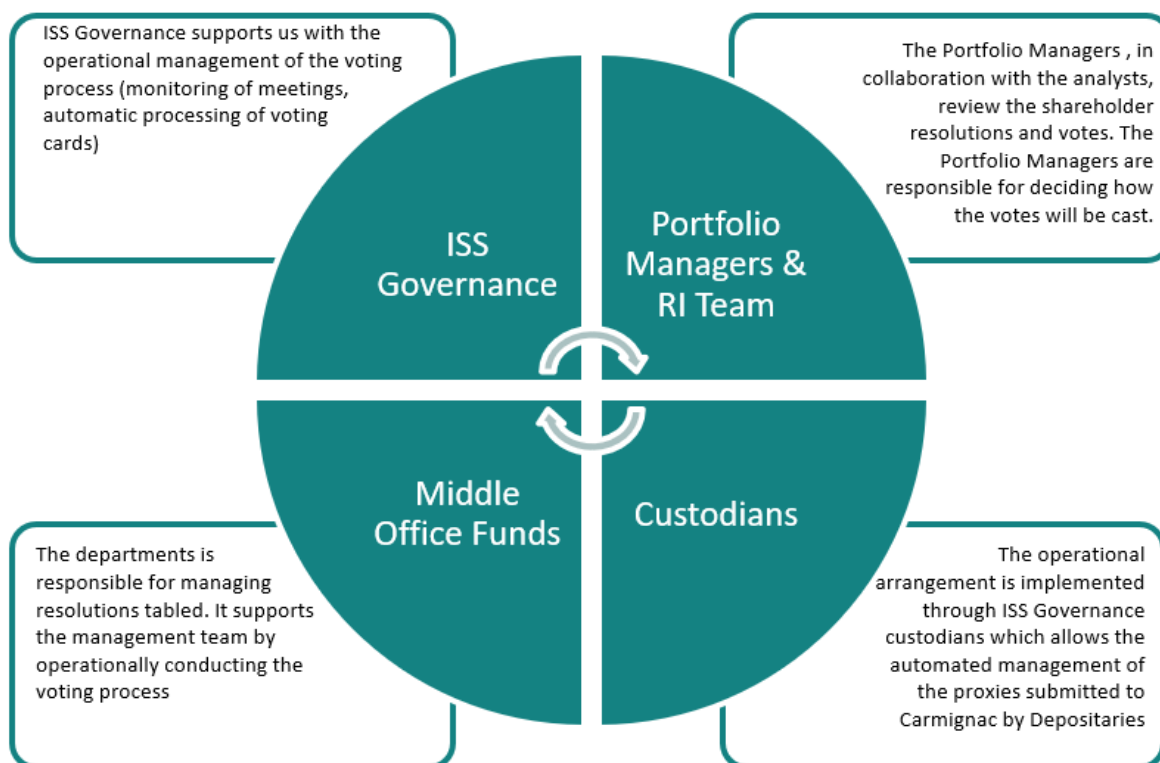 ISS Governance supports us with the
operational management of the voting
process (monitoring of meetings,
automatic processing of voting
cards)
The Portfolio Managers , in
collaboration with the analysts,
review the shareholder
resolutions and votes. The
Portfolio Managers are
responsible for deciding how
the votes will be cast.
ISS
Governance
Portfolio
Managers &
RI Team
Middle
Office Funds
Custodians
The departments is
responsible for managing
resolutions tabled. It supports
the management team by
operationally conducting the
voting process
The operational
arrangement is implemented
through ISS Governance
custodians which allows the
automated management of
the proxies submitted to
Carmignac by Depositaries